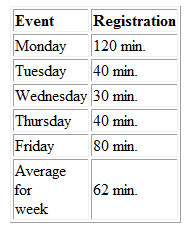 Event Registration
Monday 120 min.
Tuesday 40 min.
Wednesday 30 min.
Thursday 40 min.
Friday 80 min.
Average
for
week
62 min.